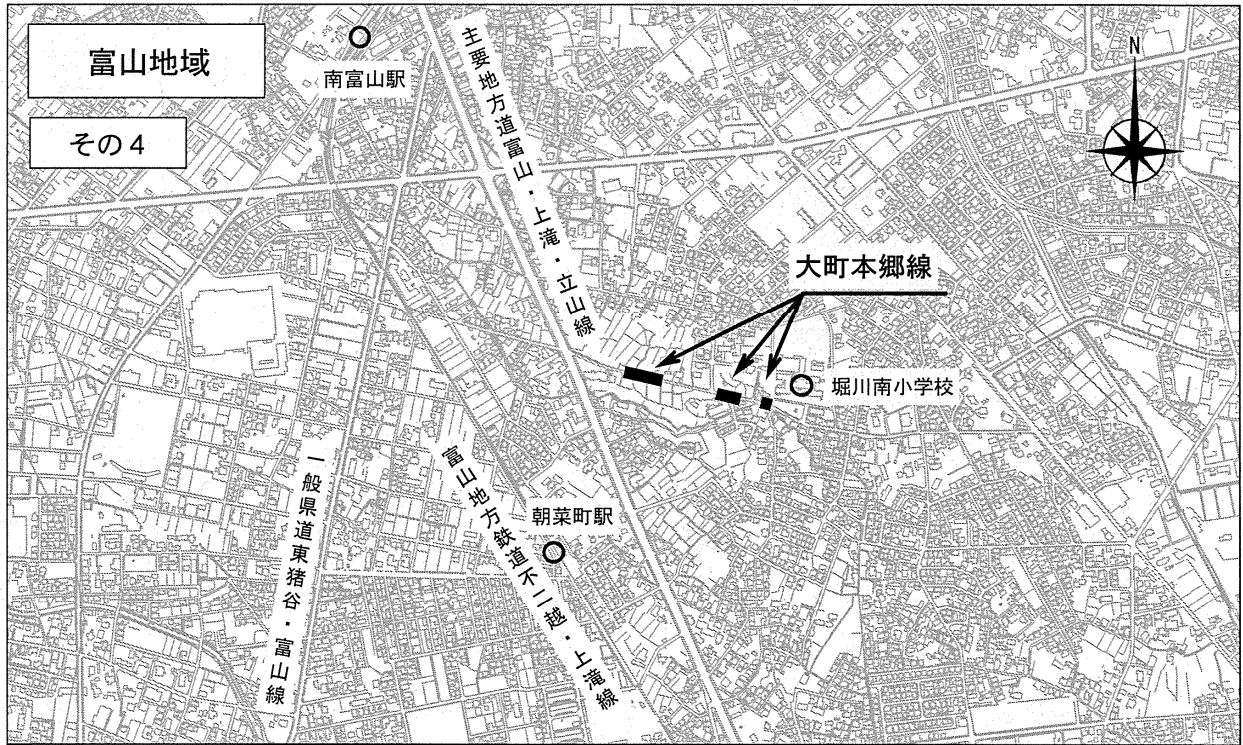 富山地域
その4
南富山駅
主要地方道富山・上滝・立山線
N
大町本郷線
堀川南小学校
一般県道東猪谷・富山線
富山地方鉄道不二越・上滝線
朝菜町駅